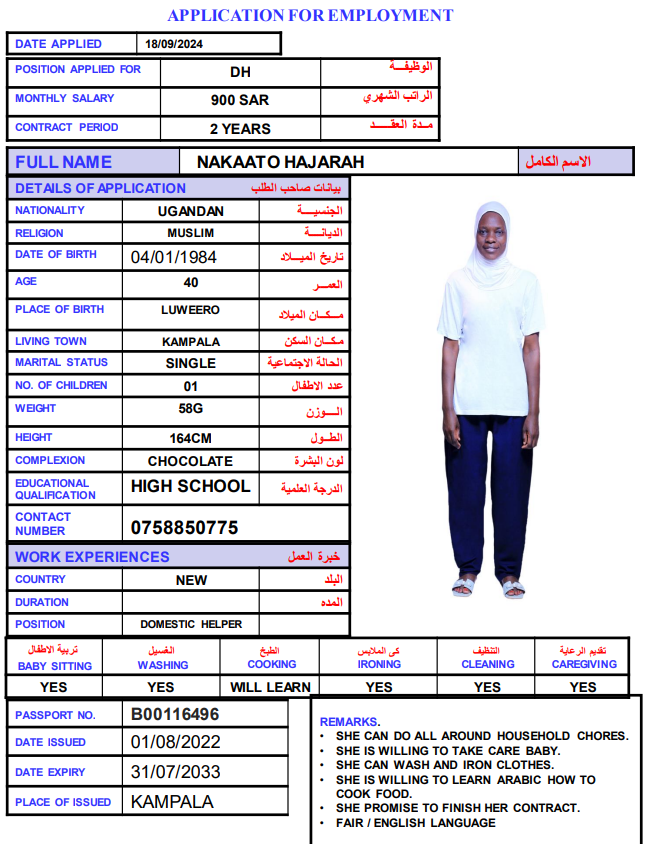 APPLICATION FOR EMPLOYMENT
DATE APPLIED 18/09/2024
POSITION APPLIED FOR DH الوظيفـــة
MONTHLY SALARY 900 SAR الراتب الشهري
CONTRACT PERIOD 2 YEARS مـدة العقـــد
FULL NAME NAKAATO HAJARAH الاسم الكامل
DETAILS OF APPLICATION بيانات صاحب الطلب
NATIONALITY UGANDAN الجنسيـــة
RELIGION MUSLIM الديانـــة
DATE OF BIRTH 04/01/1984 تاريخ الميـــلاد
AGE 40 العمـــر
PLACE OF BIRTH LUWEERO مـكـان الميلاد
LIVING TOWN KAMPALA مـكـان السكن
MARITAL STATUS SINGLE الحالة الاجتماعية
NO. OF CHILDREN 01 عدد الاطفال
WEIGHT 58G الـــوزن
HEIGHT 164CM الطـول
COMPLEXION CHOCOLATE لون البشرة
EDUCATIONAL QUALIFICATION HIGH SCHOOL الدرجة العلمية
CONTACT NUMBER 0758850775
WORK EXPERIENCES خبرة العمل
COUNTRY NEW البلد
DURATION المده
POSITION DOMESTIC HELPER
تربية الاطفال الغسيل الطبخ كى الملابس التنظيف تقديم الرعاية
BABY SITTING WASHING COOKING IRONING CLEANING CAREGIVING
YES YES WILL LEARN YES YES YES
PASSPORT NO. B00116496
DATE ISSUED 01/08/2022
DATE EXPIRY 31/07/2033
PLACE OF ISSUED KAMPALA
REMARKS.
• SHE CAN DO ALL AROUND HOUSEHOLD CHORES.
• SHE IS WILLING TO TAKE CARE BABY.
• SHE CAN WASH AND IRON CLOTHES.
• SHE IS WILLING TO LEARN ARABIC HOW TO
COOK FOOD.
• SHE PROMISE TO FINISH HER CONTRACT.
• FAIR / ENGLISH LANGUAGE